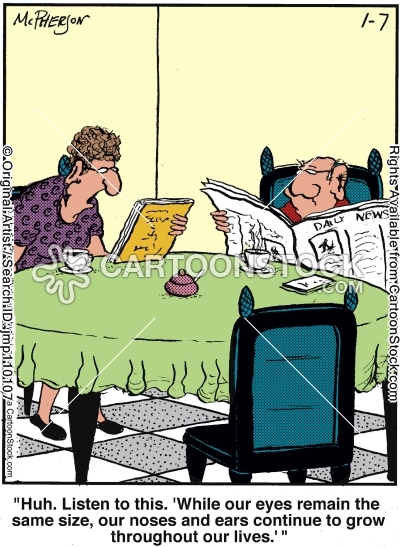 McPHERSON
1-7
© Original Artist / Search ID: jmp110107
Rights Available from CartoonStock.com
© CartoonStock.com
DAILY NEWS
CARTOONSTOCK
.com
"Huh. Listen to this. 'While our eyes remain the
same size, our noses and ears continue to grow
throughout our lives.' "